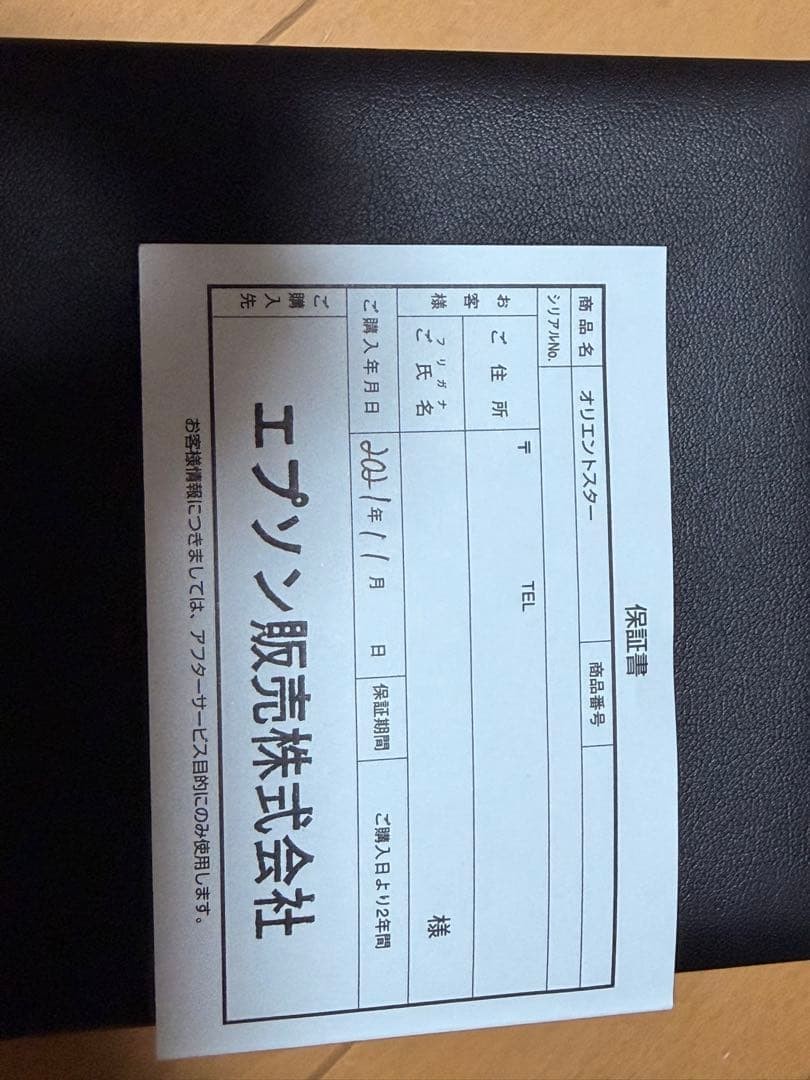 保証書
商品名 オリエントスター 商品番号
シリアルNo.
お客様 ご住所 〒 TEL
フリガナ
ご氏名 様
ご購入年月日 2021年11月 日 保証期間 ご購入日より2年間
ご購入先 エプソン販売株式会社
お客様情報につきましては、アフターサービス目的にのみ使用します。